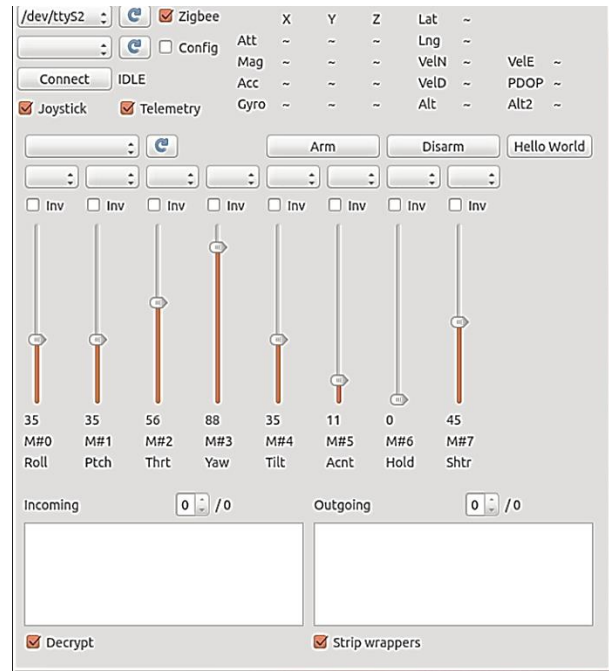 /dev/ttyS2 Zigbee X Y Z Lat ~
Config Att ~ ~ ~ Lng ~
Mag ~ ~ ~ VelN ~ VelE ~
Connect IDLE Acc ~ ~ ~ VelD ~ PDOP ~
Joystick Telemetry Gyro ~ ~ ~ Alt ~ Alt2 ~
Arm Disarm Hello World
Inv Inv Inv Inv Inv Inv Inv Inv
35 35 56 88 35 11 0 45
M#0 M#1 M#2 M#3 M#4 M#5 M#6 M#7
Roll Ptch Thrt Yaw Tilt Acnt Hold Shtr
Incoming 0 / 0 Outgoing 0 / 0
Decrypt Strip wrappers